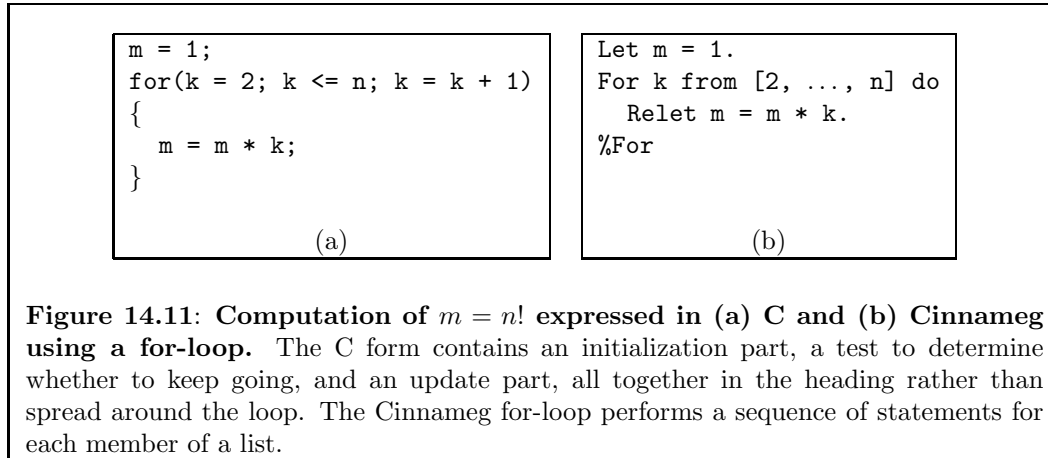 m = 1;
for(k = 2; k <= n; k = k + 1)
{
  m = m * k;
}
(a)
Let m = 1.
For k from [2, ..., n] do
  Relet m = m * k.
%For
(b)
Figure 14.11: Computation of m = n! expressed in (a) C and (b) Cinnameg
using a for-loop. The C form contains an initialization part, a test to determine
whether to keep going, and an update part, all together in the heading rather than
spread around the loop. The Cinnameg for-loop performs a sequence of statements for
each member of a list.